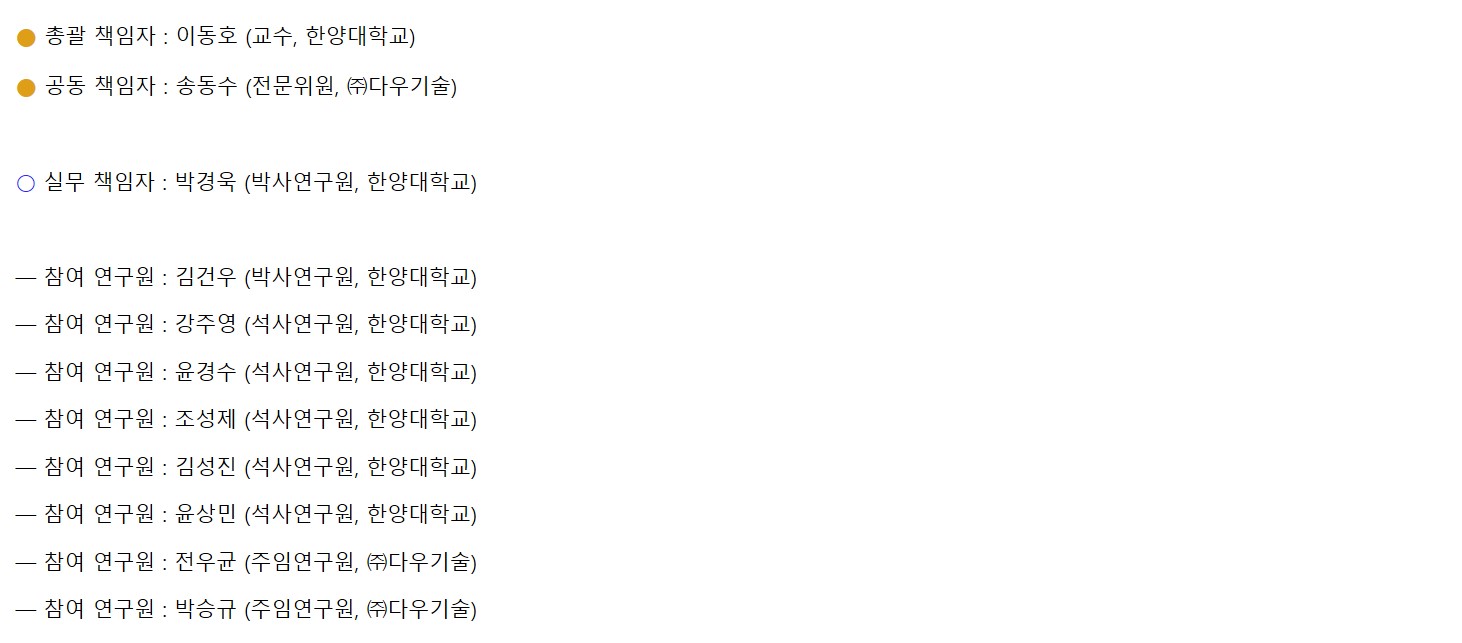 ● 총괄 책임자 : 이동호 (교수, 한양대학교)
● 공동 책임자 : 송동수 (전문위원, ㈜다우기술)
○ 실무 책임자 : 박경욱 (박사연구원, 한양대학교)
― 참여 연구원 : 김건우 (박사연구원, 한양대학교)
― 참여 연구원 : 강주영 (석사연구원, 한양대학교)
― 참여 연구원 : 윤경수 (석사연구원, 한양대학교)
― 참여 연구원 : 조성제 (석사연구원, 한양대학교)
― 참여 연구원 : 김성진 (석사연구원, 한양대학교)
― 참여 연구원 : 윤상민 (석사연구원, 한양대학교)
― 참여 연구원 : 전우균 (주임연구원, ㈜다우기술)
― 참여 연구원 : 박승규 (주임연구원, ㈜다우기술)